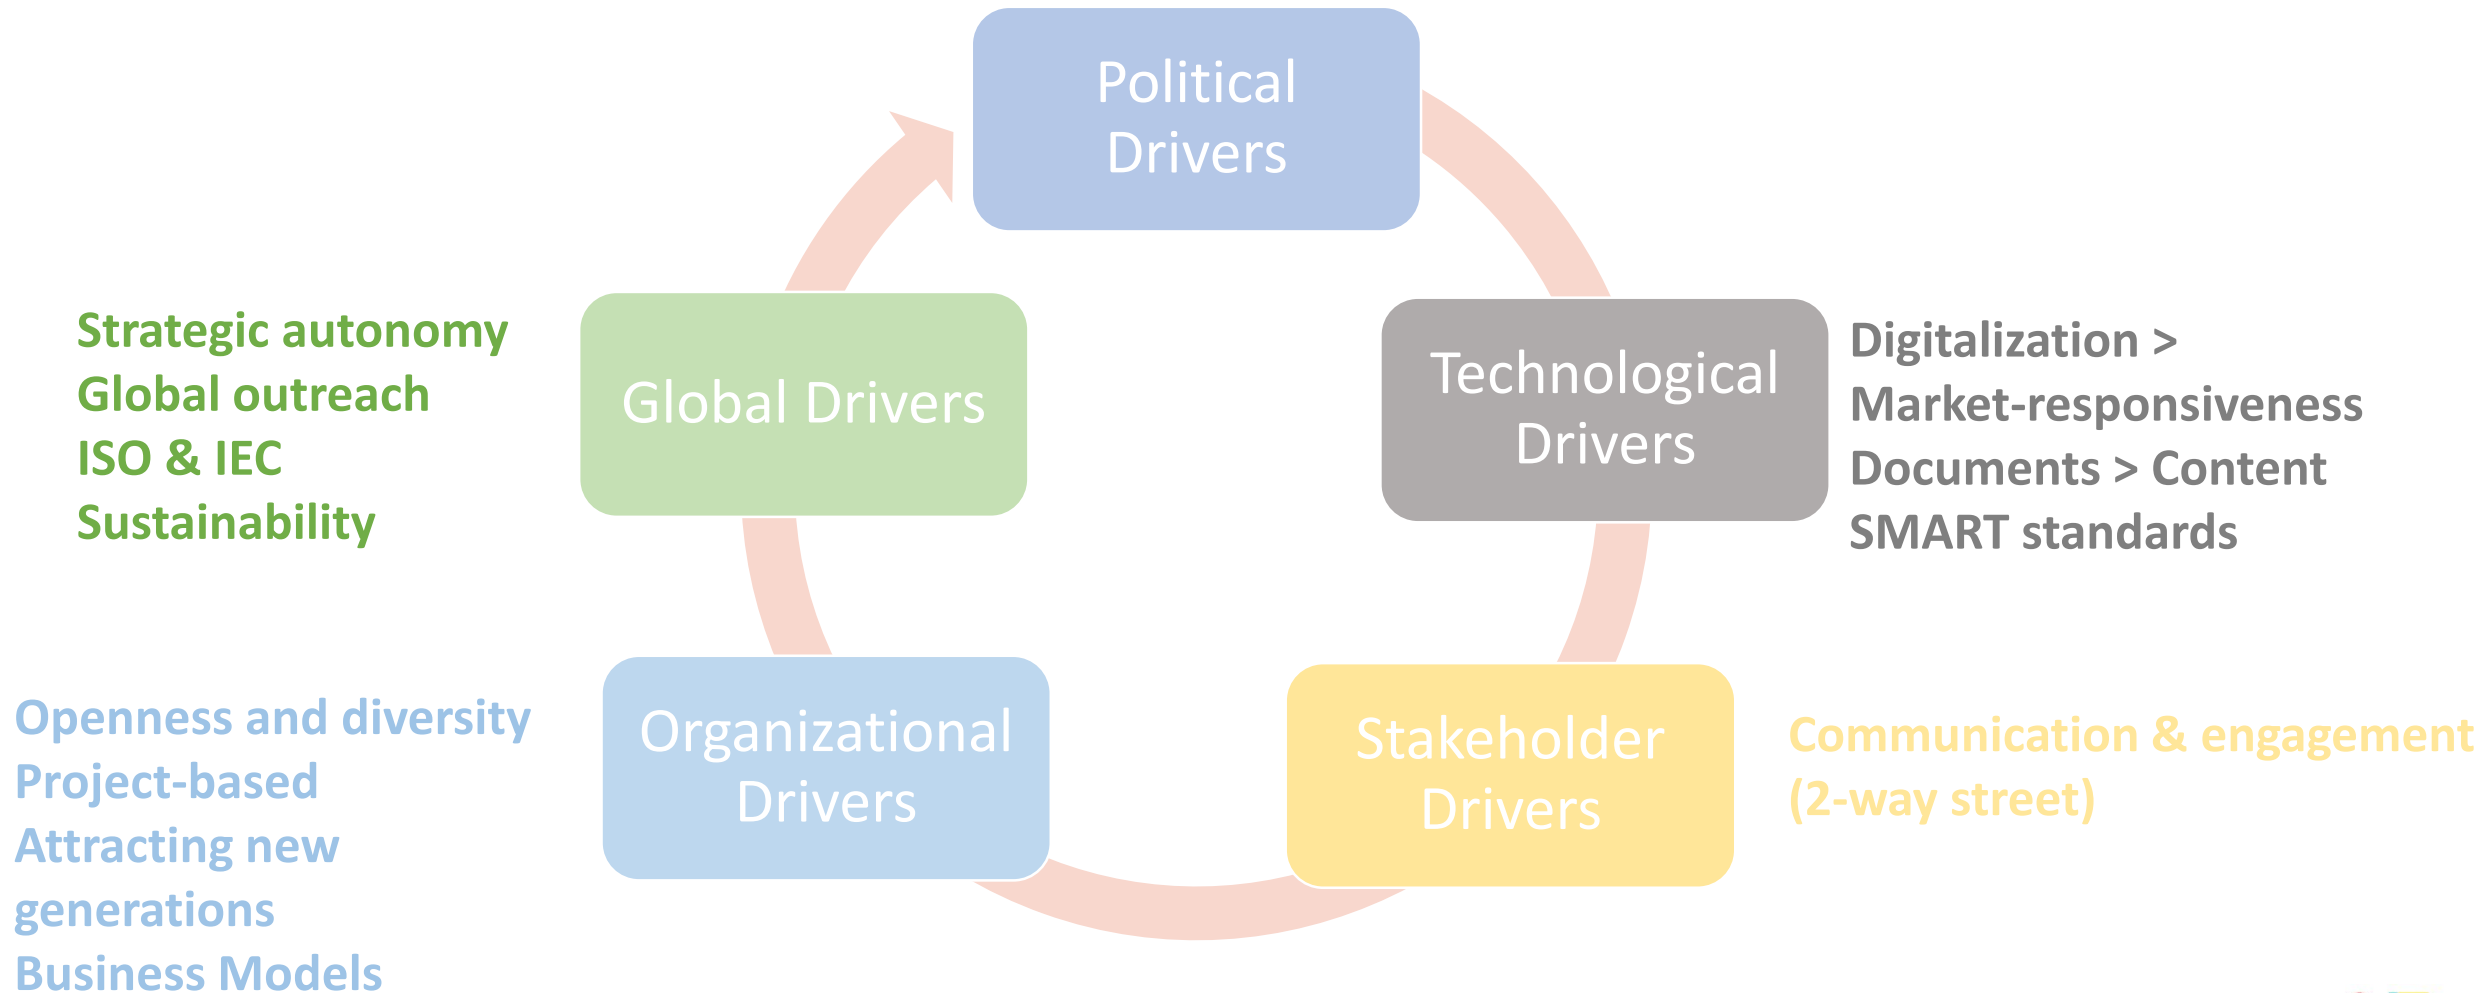 Political
Drivers
Strategic autonomy
Global outreach
ISO & IEC
Sustainability
Global Drivers
Technological
Drivers
Digitalization >
Market-responsiveness
Documents > Content
SMART standards
Openness and diversity
Project-based
Attracting new
generations
Business Models
Organizational
Drivers
Stakeholder
Drivers
Communication & engagement
(2-way street)